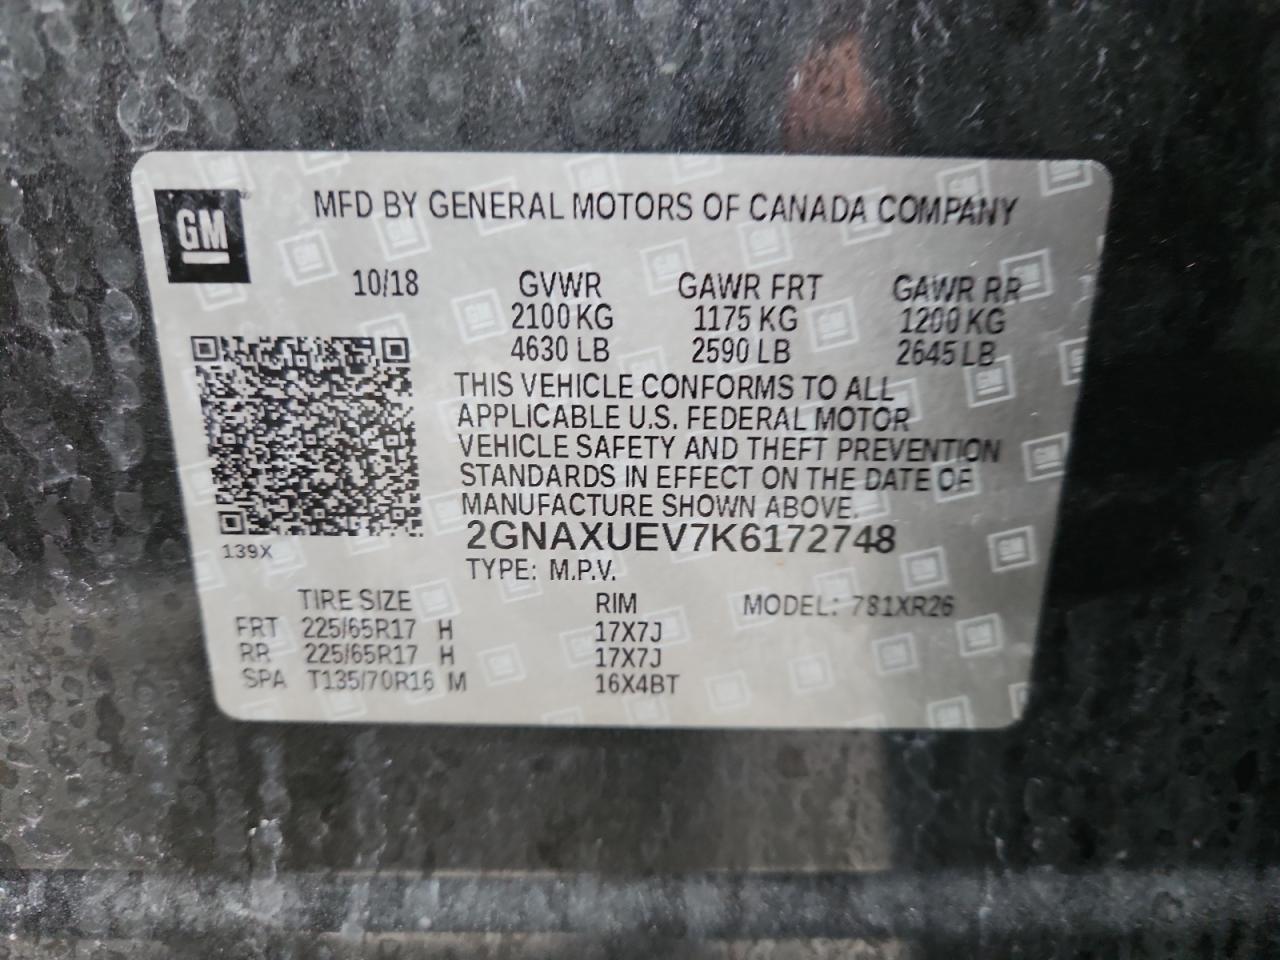 GM
MFD BY GENERAL MOTORS OF CANADA COMPANY
10/18 GVWR GAWR FRT GAWR RR
2100 KG 1175 KG 1200 KG
4630 LB 2590 LB 2645 LB
THIS VEHICLE CONFORMS TO ALL
APPLICABLE U.S. FEDERAL MOTOR
VEHICLE SAFETY AND THEFT PREVENTION
STANDARDS IN EFFECT ON THE DATE OF
MANUFACTURE SHOWN ABOVE.
2GNAXUEV7K6172748
139X
TYPE: M.P.V.
TIRE SIZE RIM MODEL: 781XR26
FRT 225/65R17 H 17X7J
RR 225/65R17 H 17X7J
SPA T135/70R16 M 16X4BT